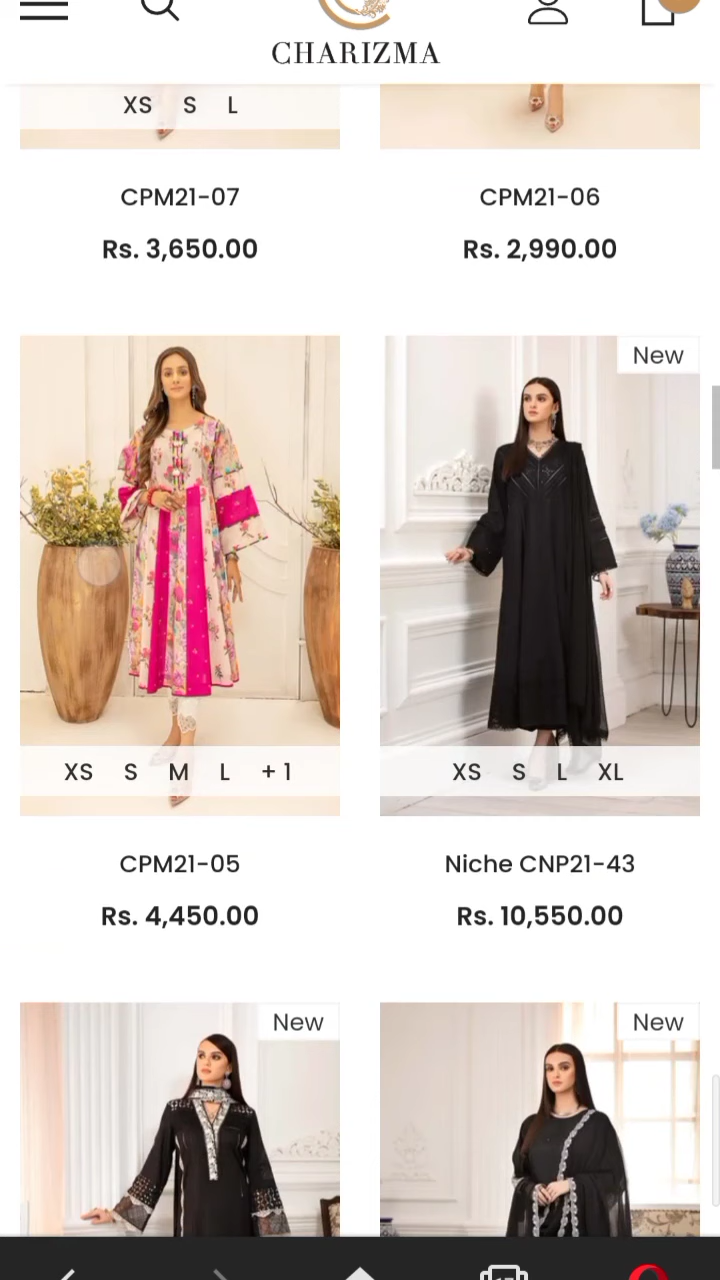 CHARIZMA
XS S L
CPM21-07
Rs. 3,650.00
CPM21-06
Rs. 2,990.00
New
XS S M L + 1
XS S L XL
CPM21-05
Rs. 4,450.00
Niche CNP21-43
Rs. 10,550.00
New
New